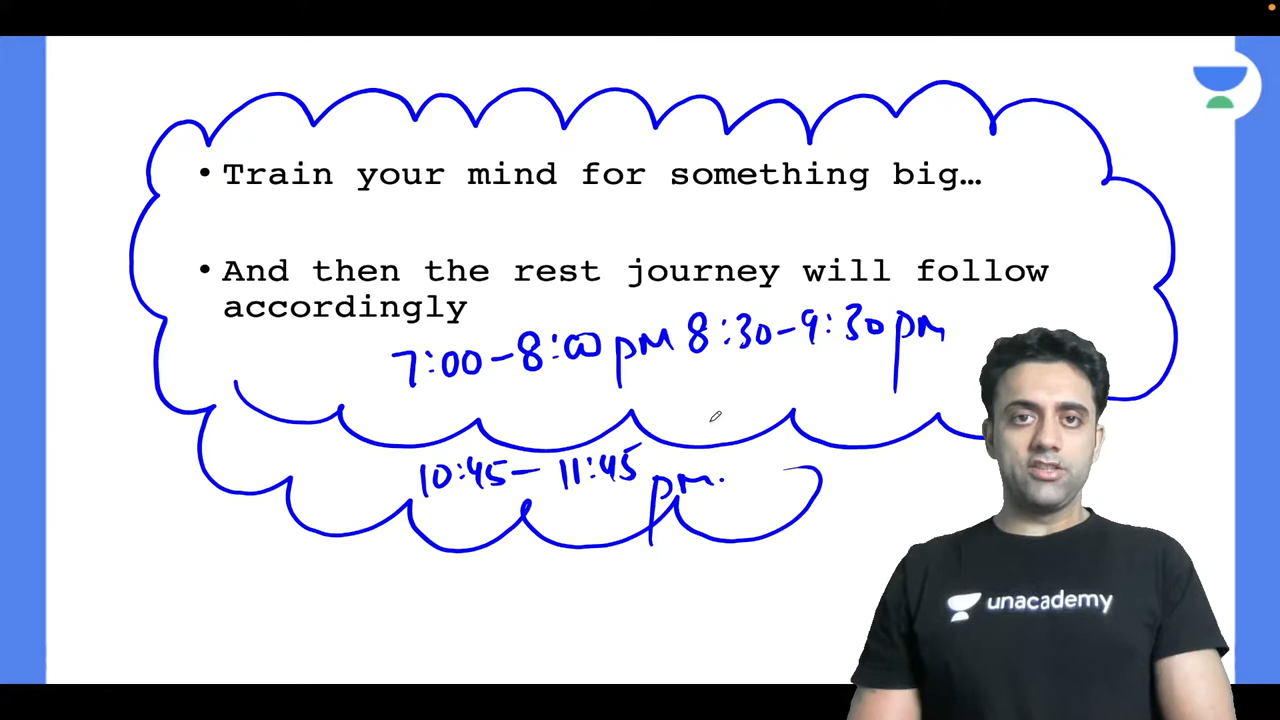 • Train your mind for something big…
• And then the rest journey will follow
accordingly
7:00-8:00 pm 8:30-9:30 pm
10:45-11:45 pm.
unacademy